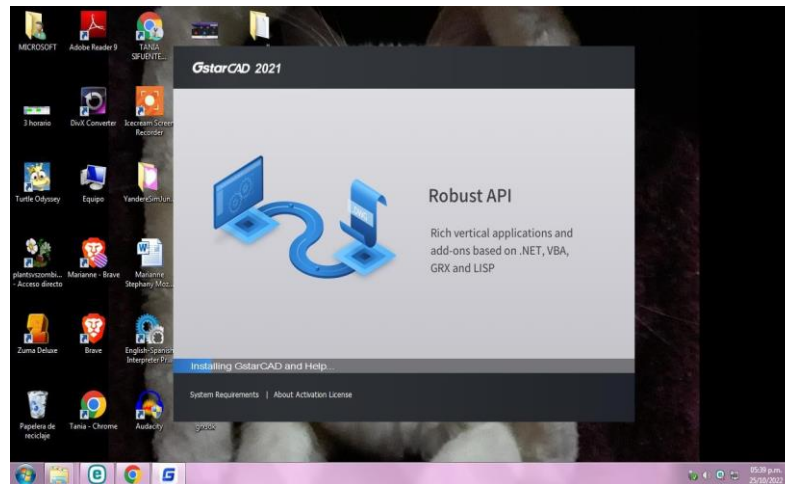 MICROSOFT
Adobe Reader 9
TANIA
SIFUENTE...
3 horario
DivX Converter
Icecream Screen
Recorder
Turtle Odyssey
Equipo
YandereSimJun...
plantsvszombi...
- Acceso directo
Marianne - Brave
Marianne
Stephany Moz...
Zuma Deluxe
Brave
English-Spanish
Interpreter Pr...
Papelera de
reciclaje
Tania - Chrome
Audacity
GstarCAD 2021
DWG
Robust API
Rich vertical applications and
add-ons based on .NET, VBA,
GRX and LISP
Installing GstarCAD and Help...
System Requirements | About Activation License
05:39 p.m.
25/10/2022